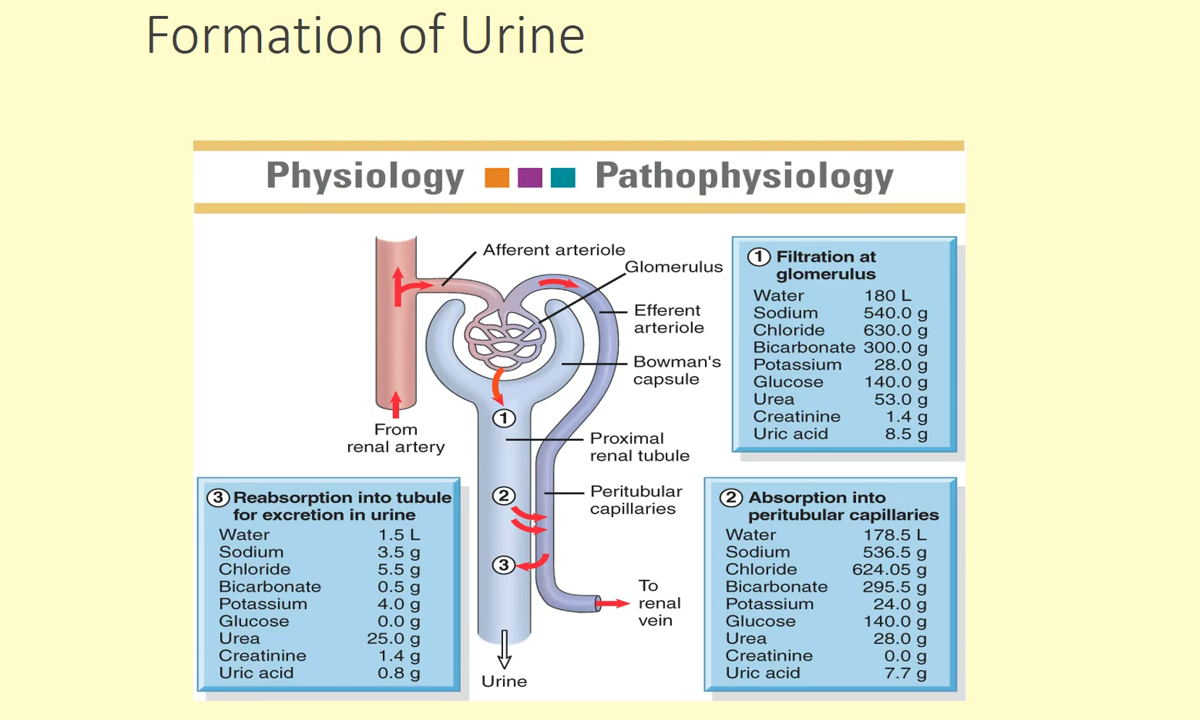 Formation of Urine
Physiology Pathophysiology
Afferent arteriole
Glomerulus
Efferent
arteriole
Bowman's
capsule
From
renal artery
1
Proximal
renal tubule
2
Peritubular
capillaries
3
To
renal
vein
Urine
1 Filtration at
glomerulus
Water 180 L
Sodium 540.0 g
Chloride 630.0 g
Bicarbonate 300.0 g
Potassium 28.0 g
Glucose 140.0 g
Urea 53.0 g
Creatinine 1.4 g
Uric acid 8.5 g
3 Reabsorption into tubule
for excretion in urine
Water 1.5 L
Sodium 3.5 g
Chloride 5.5 g
Bicarbonate 0.5 g
Potassium 4.0 g
Glucose 0.0 g
Urea 25.0 g
Creatinine 1.4 g
Uric acid 0.8 g
2 Absorption into
peritubular capillaries
Water 178.5 L
Sodium 536.5 g
Chloride 624.05 g
Bicarbonate 295.5 g
Potassium 24.0 g
Glucose 140.0 g
Urea 28.0 g
Creatinine 0.0 g
Uric acid 7.7 g